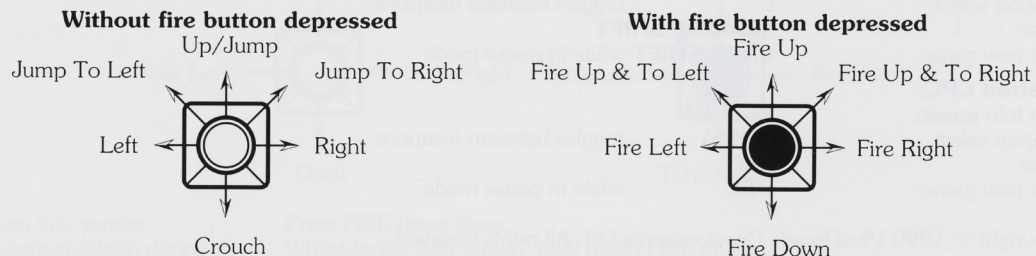 Without fire button depressed
Up/Jump
Jump To Left
Jump To Right
Left
Right
Crouch
With fire button depressed
Fire Up
Fire Up & To Left
Fire Up & To Right
Fire Left
Fire Right
Fire Down